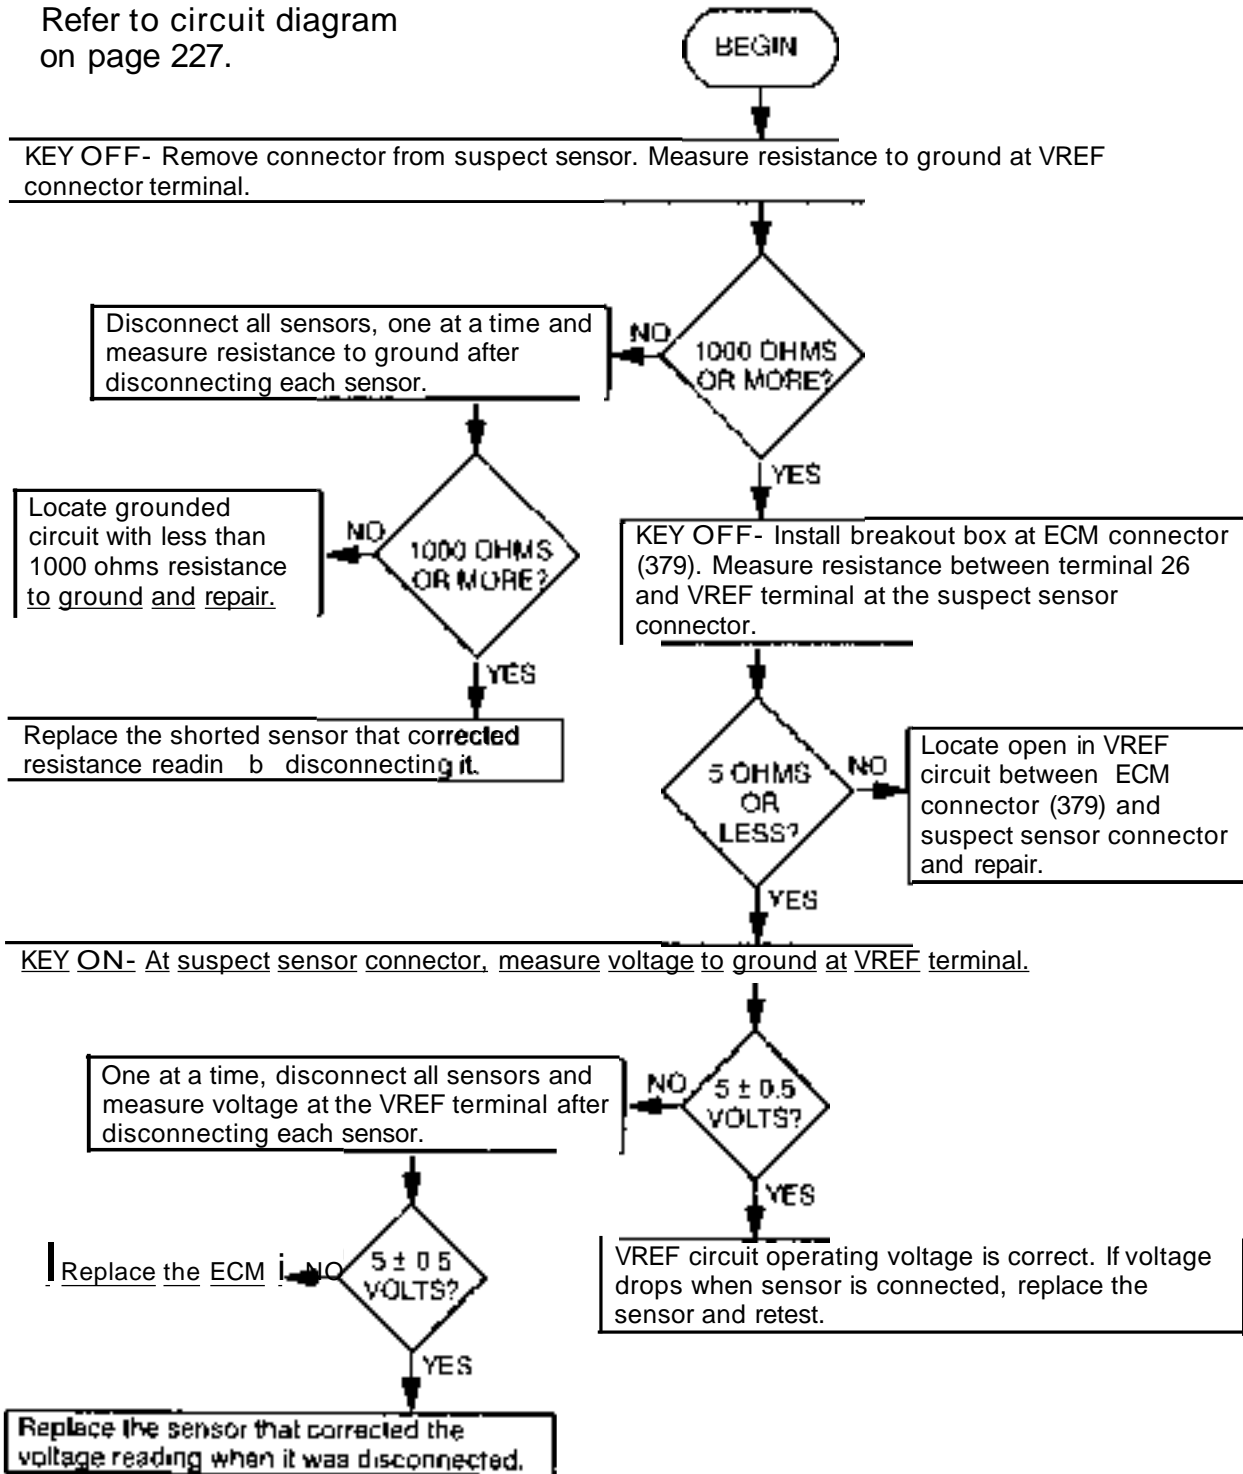 Refer to circuit diagram
on page 227.
BEGIN
KEY OFF- Remove connector from suspect sensor. Measure resistance to ground at VREF
connector terminal.
1000 OHMS
OR MORE?
NO
YES
Disconnect all sensors, one at a time and
measure resistance to ground after
disconnecting each sensor.
1000 OHMS
OR MORE?
NO
YES
Locate grounded
circuit with less than
1000 ohms resistance
to ground and repair.
Replace the shorted sensor that corrected
resistance readin b disconnecting it.
KEY OFF- Install breakout box at ECM connector
(379). Measure resistance between terminal 26
and VREF terminal at the suspect sensor
connector.
5 OHMS
OR
LESS?
NO
YES
Locate open in VREF
circuit between ECM
connector (379) and
suspect sensor connector
and repair.
KEY ON- At suspect sensor connector, measure voltage to ground at VREF terminal.
5 ± 0.5
VOLTS?
NO
YES
One at a time, disconnect all sensors and
measure voltage at the VREF terminal after
disconnecting each sensor.
5 ± 0 5
VOLTS?
NO
YES
Replace the ECM
VREF circuit operating voltage is correct. If voltage
drops when sensor is connected, replace the
sensor and retest.
Replace the sensor that corrected the
voltage reading when it was disconnected.